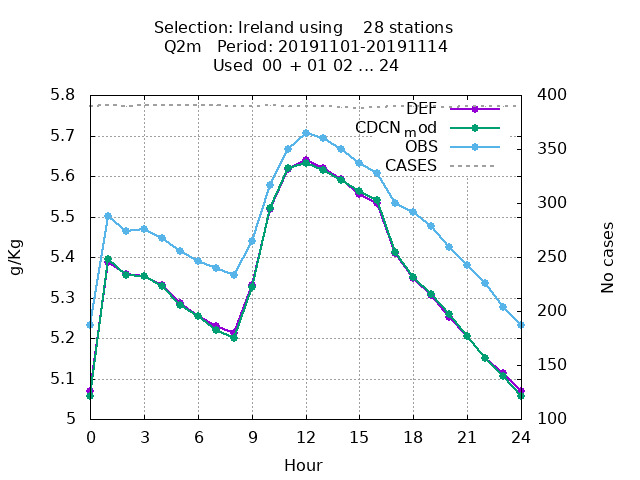 Selection: Ireland using 28 stations
Q2m Period: 20191101-20191114
Used 00 + 01 02 ... 24
5.8
5.7
5.6
5.5
5.4
5.3
5.2
5.1
5
400
350
300
250
200
150
100
DEF
CDCN_mod
OBS
CASES
g/Kg
No cases
0 3 6 9 12 15 18 21 24
Hour